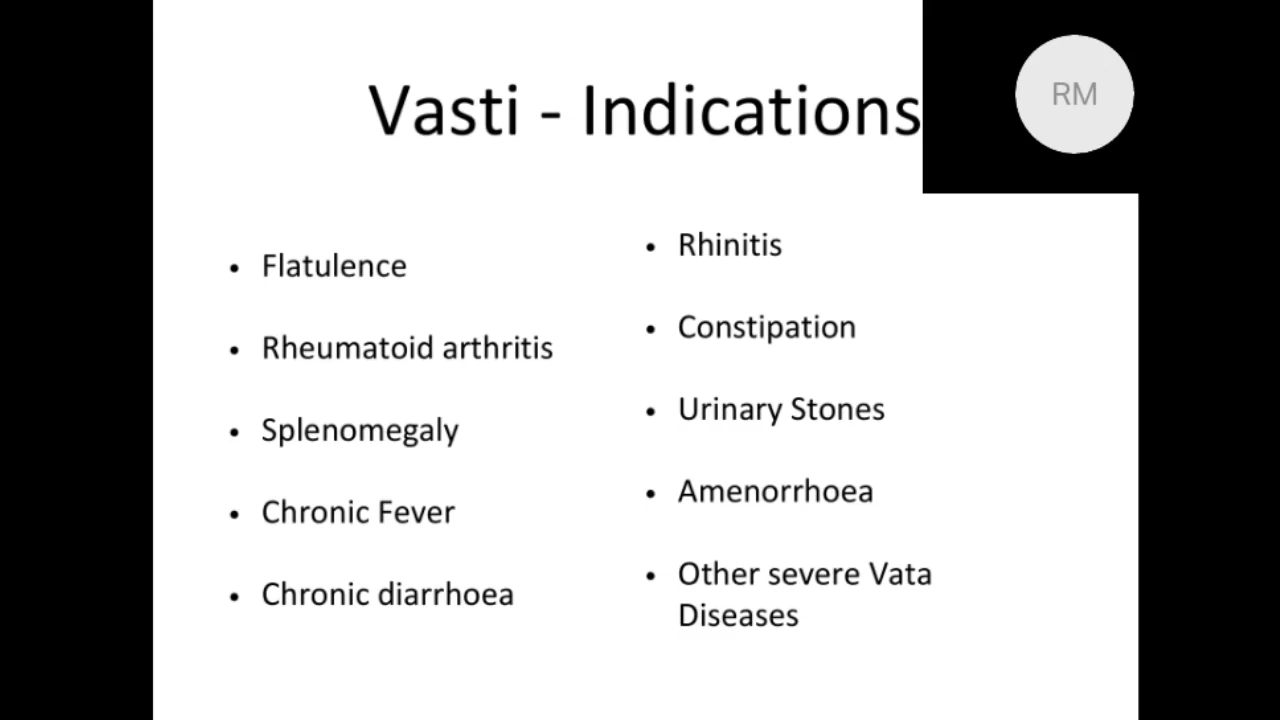 Vasti - Indications
RM
• Flatulence
• Rheumatoid arthritis
• Splenomegaly
• Chronic Fever
• Chronic diarrhoea
• Rhinitis
• Constipation
• Urinary Stones
• Amenorrhoea
• Other severe Vata
Diseases